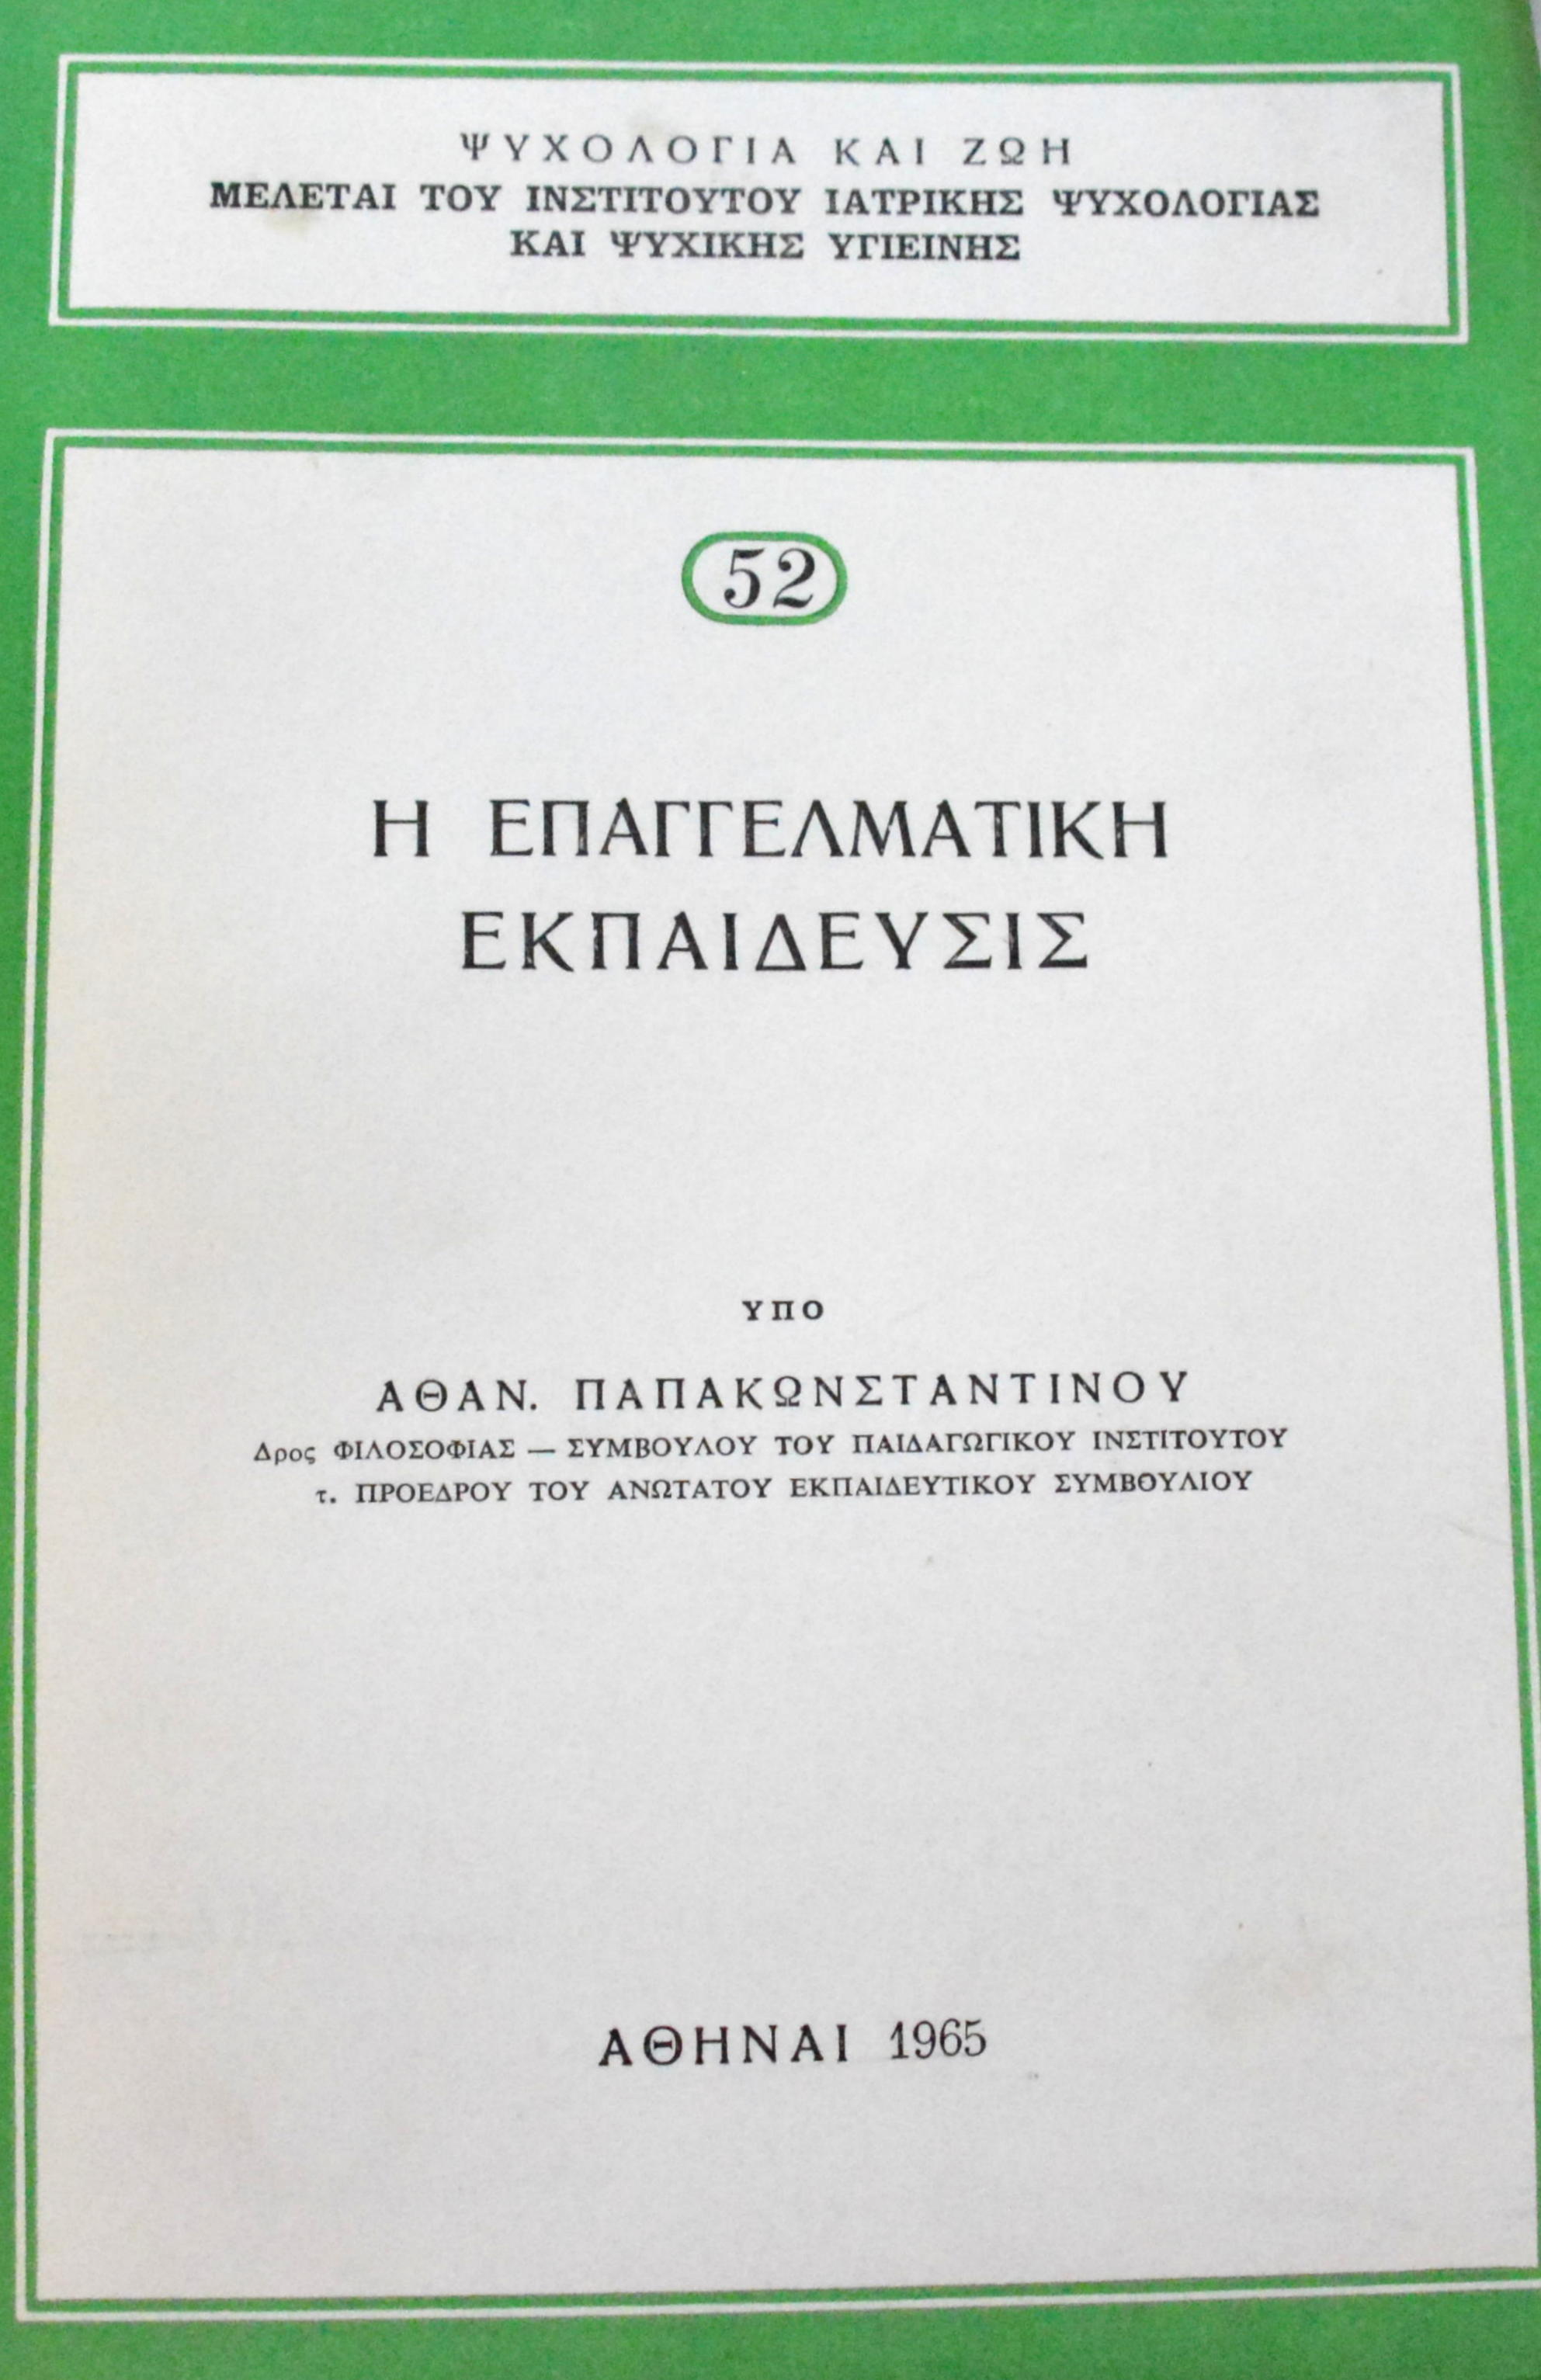 ΨΥΧΟΛΟΓΙΑ ΚΑΙ ΖΩΗ
ΜΕΛΕΤΑΙ ΤΟΥ ΙΝΣΤΙΤΟΥΤΟΥ ΙΑΤΡΙΚΗΣ ΨΥΧΟΛΟΓΙΑΣ
ΚΑΙ ΨΥΧΙΚΗΣ ΥΓΙΕΙΝΗΣ
52
Η ΕΠΑΓΓΕΛΜΑΤΙΚΗ
ΕΚΠΑΙΔΕΥΣΙΣ
ΥΠΟ
ΑΘΑΝ. ΠΑΠΑΚΩΝΣΤΑΝΤΙΝΟΥ
Δρος ΦΙΛΟΣΟΦΙΑΣ — ΣΥΜΒΟΥΛΟΥ ΤΟΥ ΠΑΙΔΑΓΩΓΙΚΟΥ ΙΝΣΤΙΤΟΥΤΟΥ
τ. ΠΡΟΕΔΡΟΥ ΤΟΥ ΑΝΩΤΑΤΟΥ ΕΚΠΑΙΔΕΥΤΙΚΟΥ ΣΥΜΒΟΥΛΙΟΥ
ΑΘΗΝΑΙ 1965